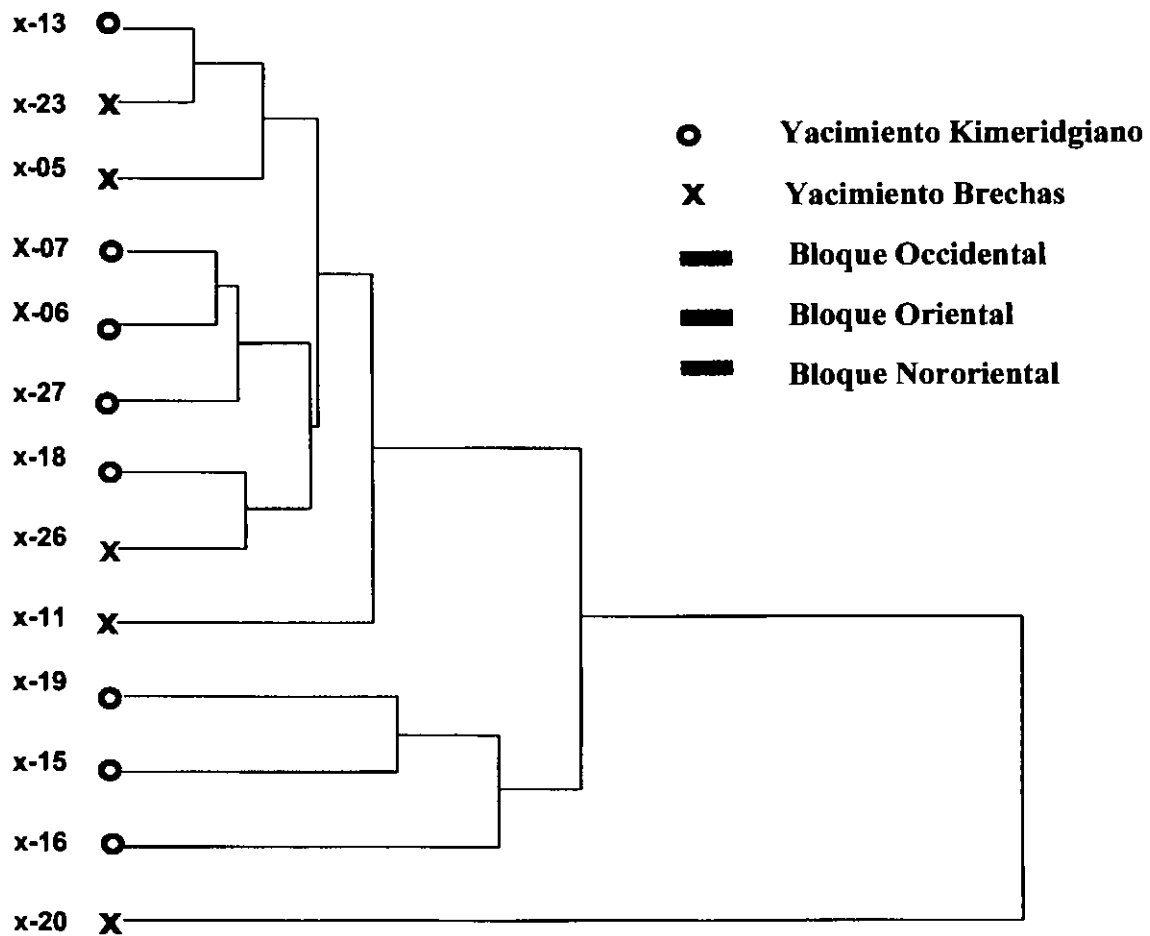 x-13
x-23
x-05
X-07
X-06
x-27
x-18
x-26
x-11
x-19
x-15
x-16
x-20
Yacimiento Kimeridgiano
X Yacimiento Brechas
Bloque Occidental
Bloque Oriental
Bloque Nororiental